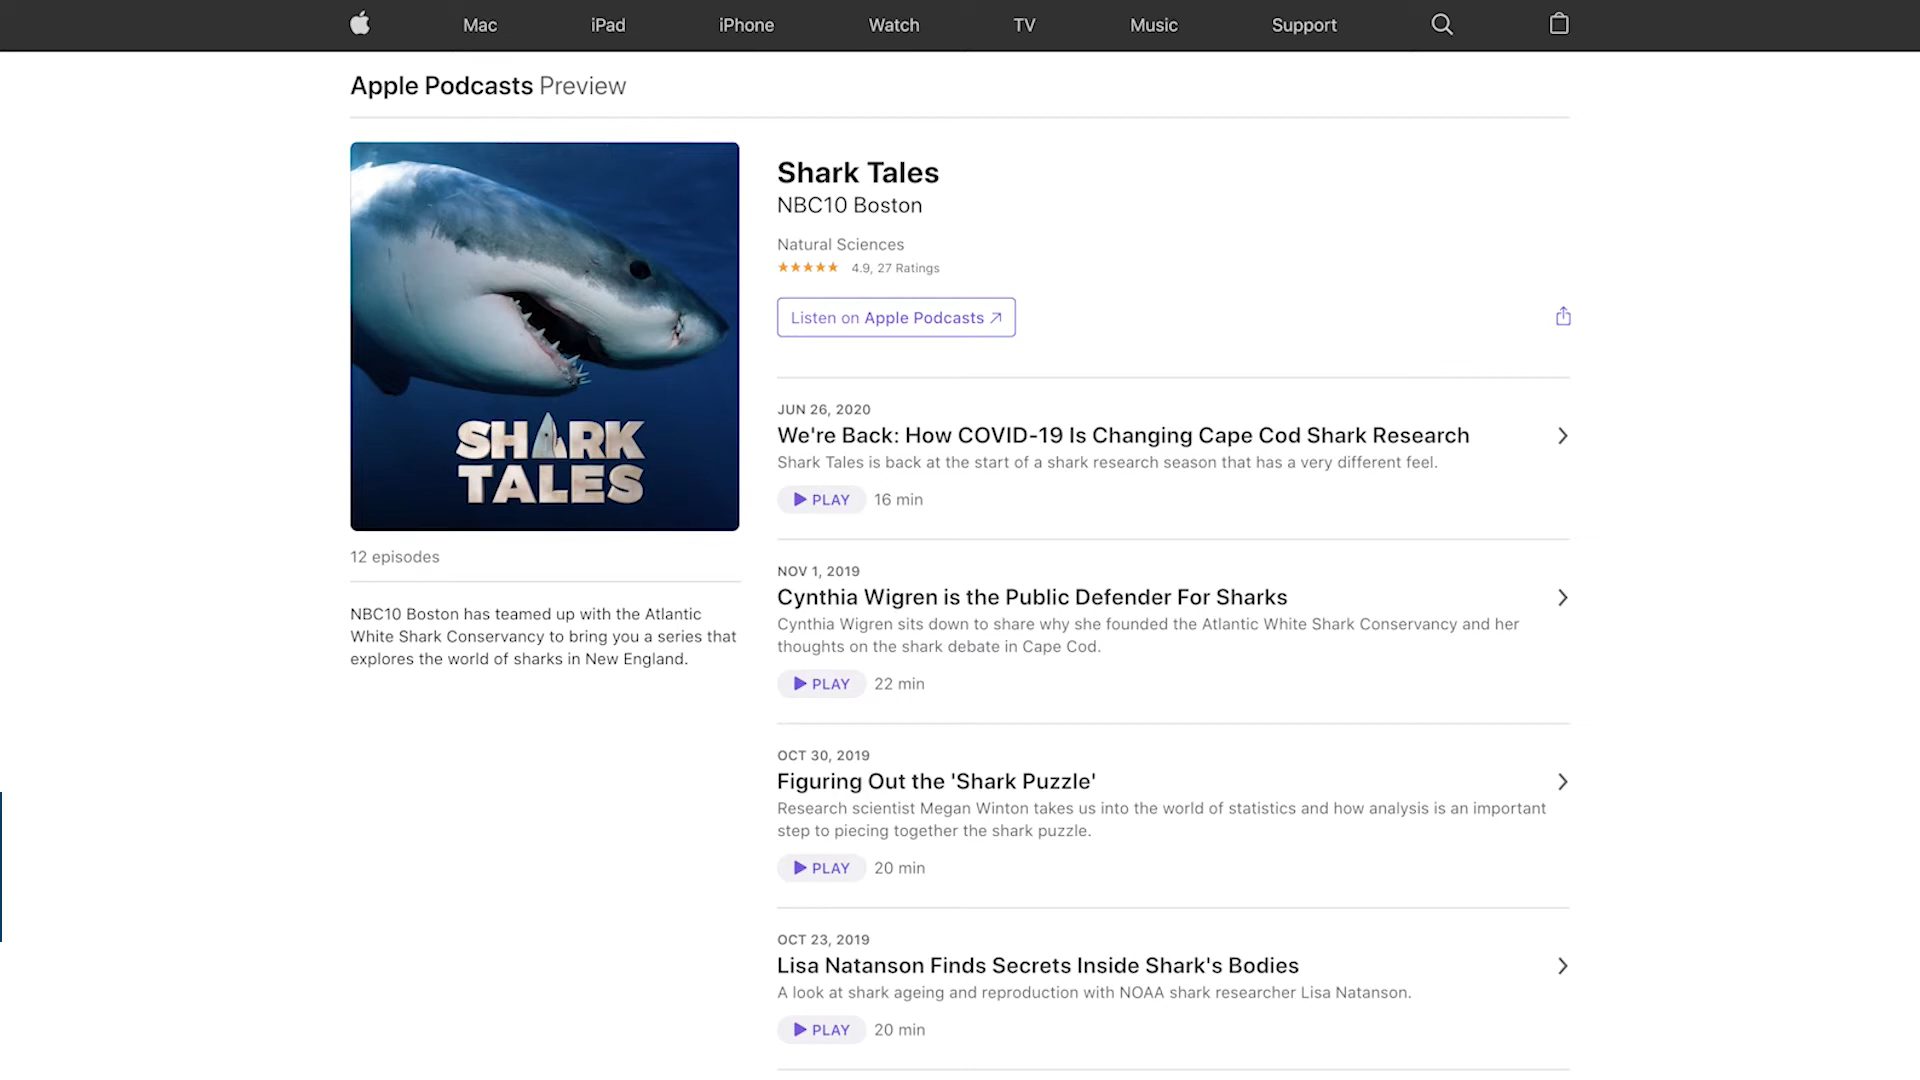 Mac iPad iPhone Watch TV Music Support
Apple Podcasts Preview
SHARK
TALES
12 episodes
NBC10 Boston has teamed up with the Atlantic
White Shark Conservancy to bring you a series that
explores the world of sharks in New England.
Shark Tales
NBC10 Boston
Natural Sciences
★★★★★ 4.9, 27 Ratings
Listen on Apple Podcasts ↗
JUN 26, 2020
We're Back: How COVID-19 Is Changing Cape Cod Shark Research
Shark Tales is back at the start of a shark research season that has a very different feel.
PLAY 16 min
NOV 1, 2019
Cynthia Wigren is the Public Defender For Sharks
Cynthia Wigren sits down to share why she founded the Atlantic White Shark Conservancy and her
thoughts on the shark debate in Cape Cod.
PLAY 22 min
OCT 30, 2019
Figuring Out the 'Shark Puzzle'
Research scientist Megan Winton takes us into the world of statistics and how analysis is an important
step to piecing together the shark puzzle.
PLAY 20 min
OCT 23, 2019
Lisa Natanson Finds Secrets Inside Shark's Bodies
A look at shark ageing and reproduction with NOAA shark researcher Lisa Natanson.
PLAY 20 min